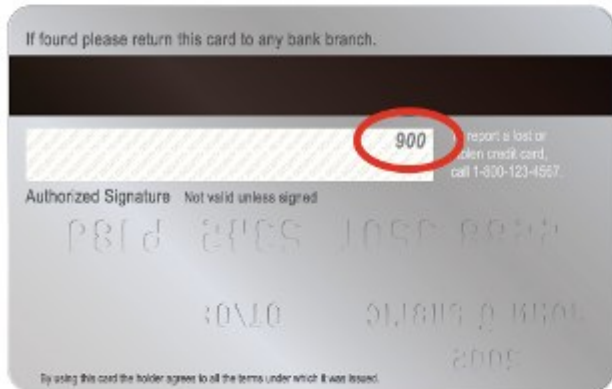 If found please return this card to any bank branch.
900
To report a lost or
stolen credit card,
call 1-800-123-4567.
Authorized Signature Not valid unless signed
By using this card the holder agrees to all the terms under which it was issued.